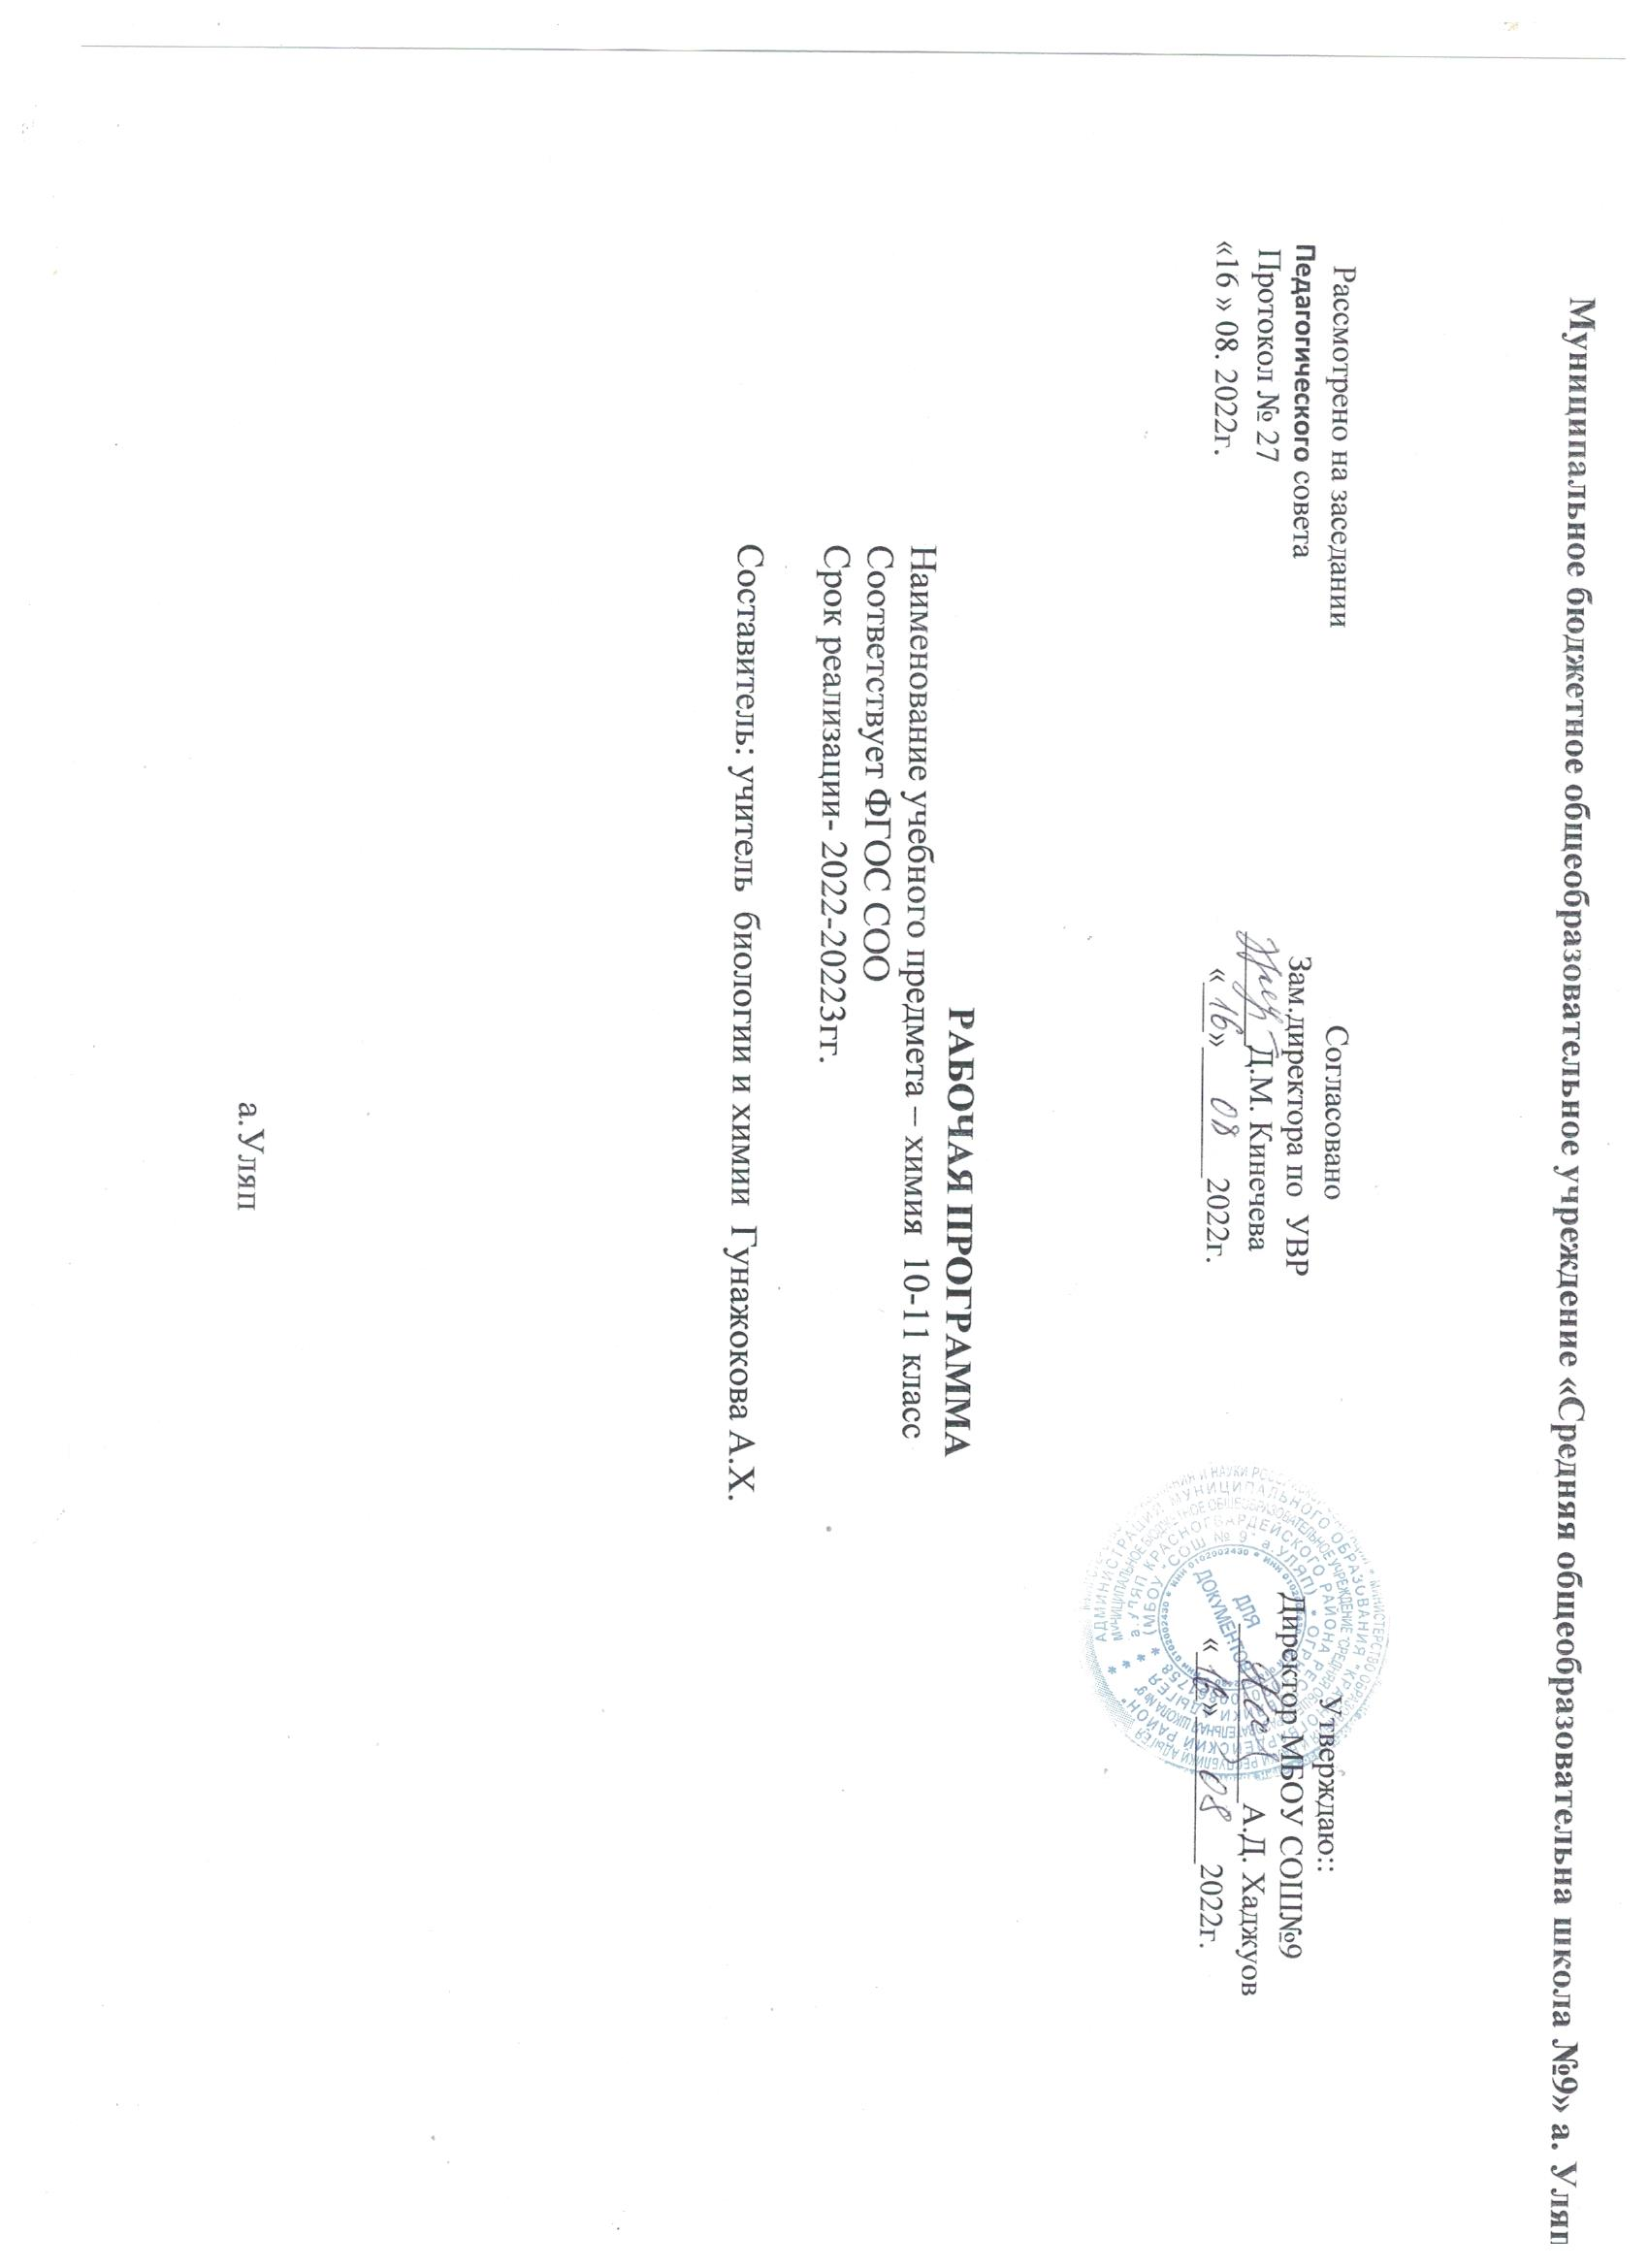 Муниципальное бюджетное общеобразовательное учреждение «Средняя общеобразовательна школа №9» а. Уляп
Рассмотрено на заседании
Педагогического совета
Протокол № 27
«16 » 08. 2022г.
Согласовано
Зам.директора по УВР
Д.М. Кинечева
« 16» 08 2022г.
Утверждаю::
Директор МБОУ СОШ№9
А.Д. Хаджуов
« 16 » 08 2022г.
ДЛЯ
ДОКУМЕНТОВ
РАБОЧАЯ ПРОГРАММА
Наименование учебного предмета – химия 10-11 класс
Соответствует ФГОС СОО
Срок реализации- 2022-20223гг.
Составитель: учитель биологии и химии Гунажокова А.Х.
а.Уляп